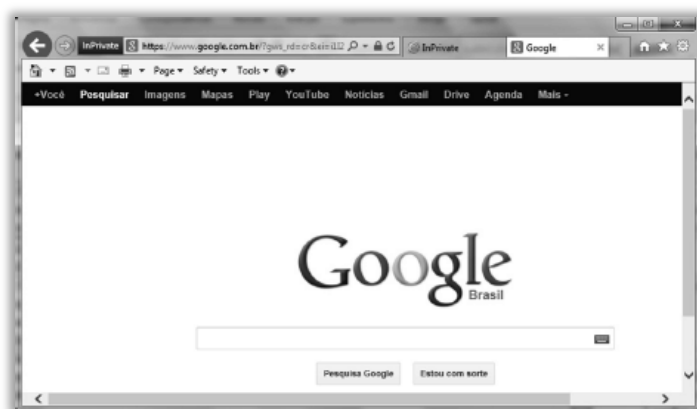 InPrivate https://www.google.com.br/ InPrivate Google
Page Safety Tools
+Você Pesquisar Imagens Mapas Play YouTube Notícias Gmail Drive Agenda Mais
Google
Brasil
Pesquisa Google Estou com sorte